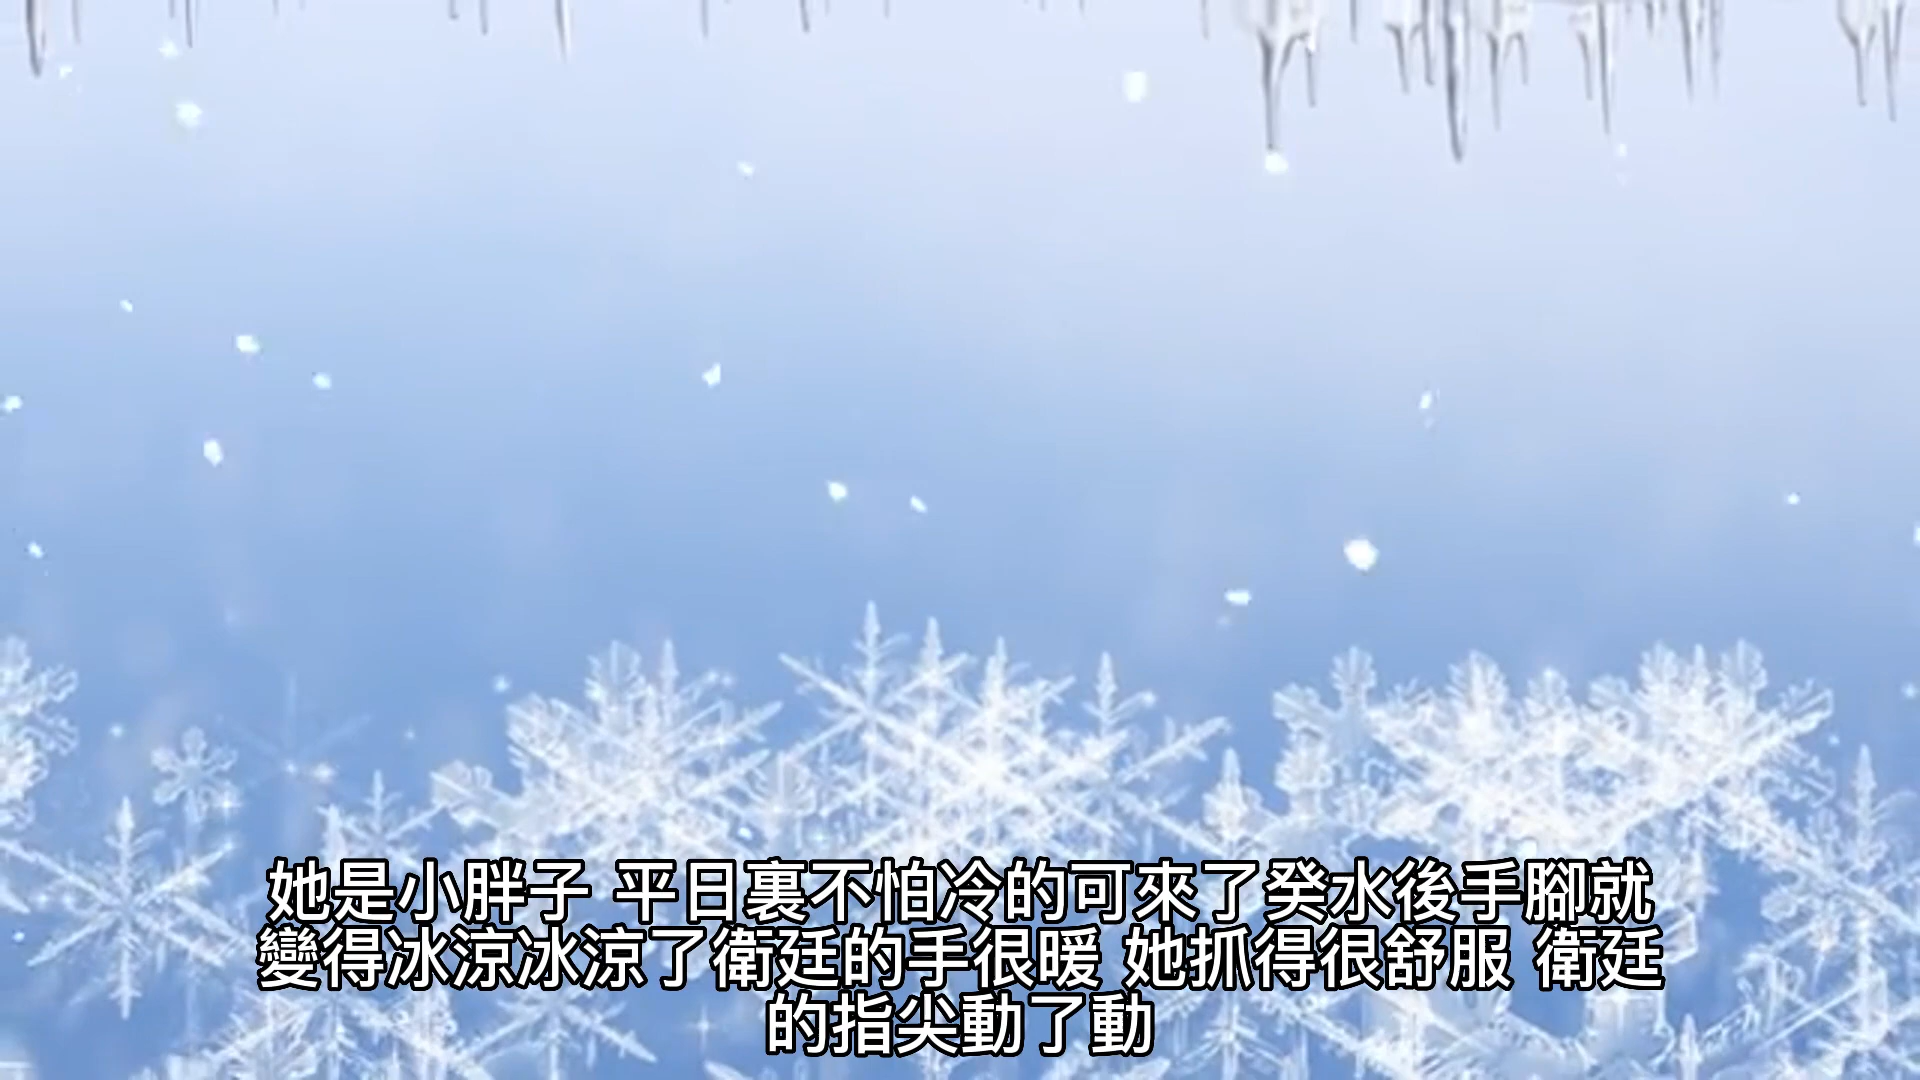 她是小胖子 平日裏不怕冷的可來了癸水後手腳就
變得冰涼冰涼了衛廷的手很暖 她抓得很舒服 衛廷
的指尖動了動